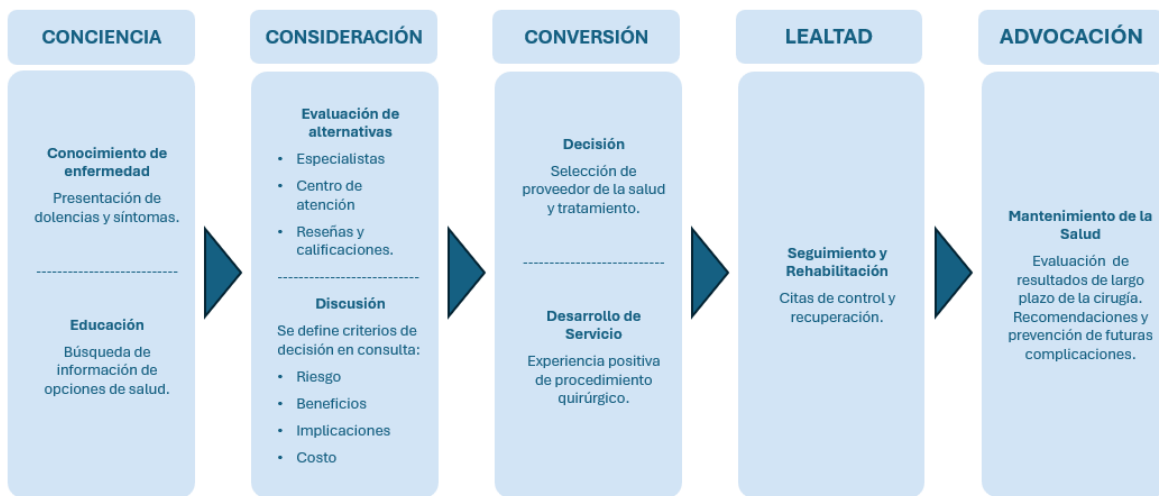 CONCIENCIA
Conocimiento de
enfermedad
Presentación de
dolencias y síntomas.
Educación
Búsqueda de
información de
opciones de salud.
CONSIDERACIÓN
Evaluación de
alternativas
• Especialistas
• Centro de
atención
• Reseñas y
calificaciones.
Discusión
Se define criterios de
decisión en consulta:
• Riesgo
• Beneficios
• Implicaciones
• Costo
CONVERSIÓN
Decisión
Selección de
proveedor de la salud
y tratamiento.
Desarrollo de
Servicio
Experiencia positiva
de procedimiento
quirúrgico.
LEALTAD
Seguimiento y
Rehabilitación
Citas de control y
recuperación.
ADVOCACIÓN
Mantenimiento de la
Salud
Evaluación de
resultados de largo
plazo de la cirugía.
Recomendaciones y
prevención de futuras
complicaciones.